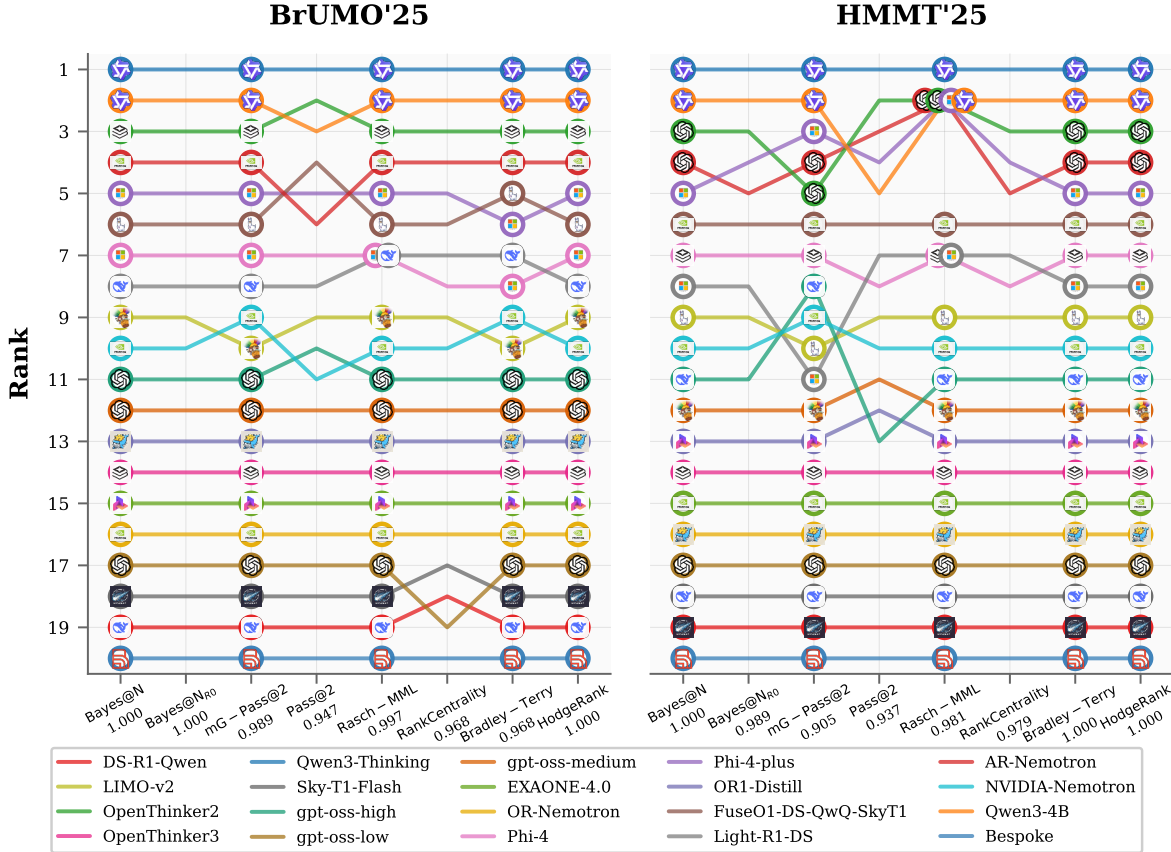 BrUMO'25
HMMT'25
Rank
1
3
5
7
9
11
13
15
17
19
Bayes@N
1.000
Bayes@N_R0
1.000
mG − Pass@2
0.989
Pass@2
0.947
Rasch − MML
0.997
RankCentrality
0.968
Bradley − Terry
0.968
HodgeRank
1.000
Bayes@N
1.000
Bayes@N_R0
0.989
mG − Pass@2
0.905
Pass@2
0.937
Rasch − MML
0.981
RankCentrality
0.979
Bradley − Terry
1.000
HodgeRank
1.000
DS-R1-Qwen
LIMO-v2
OpenThinker2
OpenThinker3
Qwen3-Thinking
Sky-T1-Flash
gpt-oss-high
gpt-oss-low
gpt-oss-medium
EXAONE-4.0
OR-Nemotron
Phi-4
Phi-4-plus
OR1-Distill
FuseO1-DS-QwQ-SkyT1
Light-R1-DS
AR-Nemotron
NVIDIA-Nemotron
Qwen3-4B
Bespoke